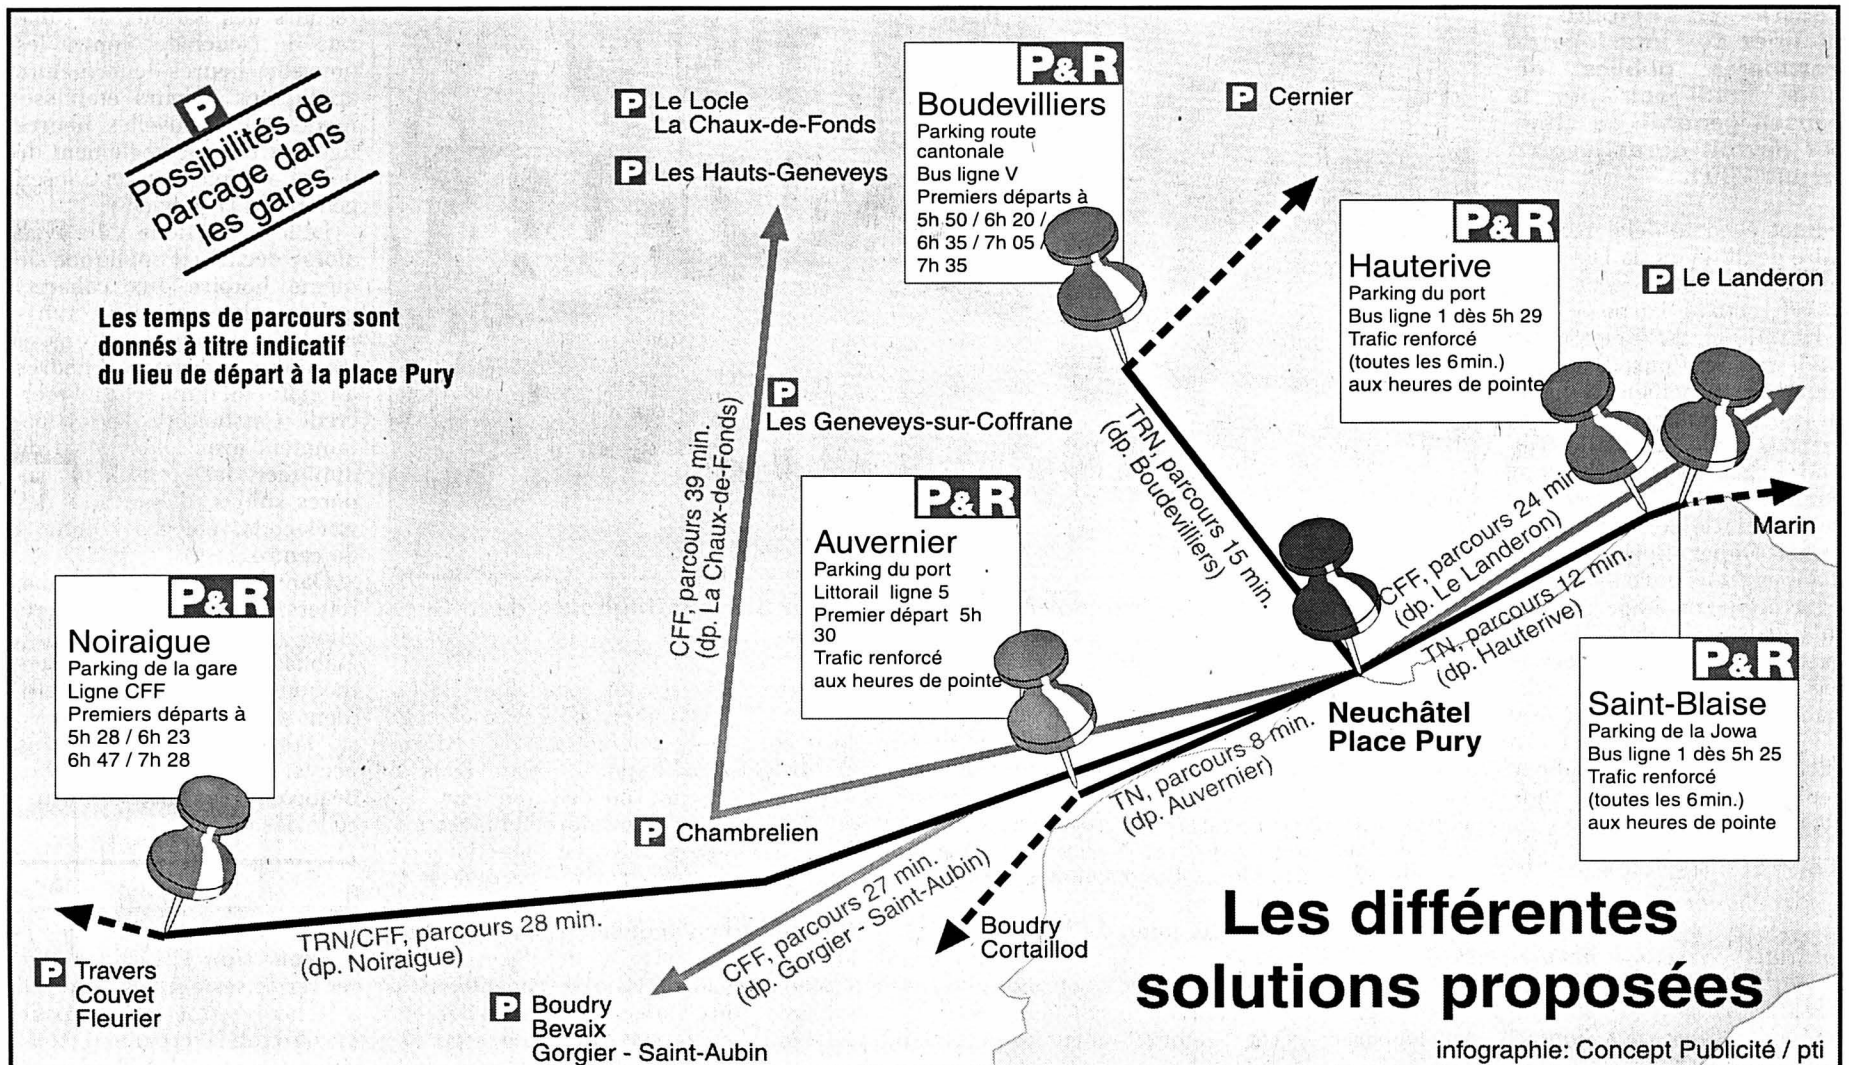 P
Possibilités de
parcage dans
les gares
Les temps de parcours sont
donnés à titre indicatif
du lieu de départ à la place Pury
P Le Locle
La Chaux-de-Fonds
P Les Hauts-Geneveys
P&R
Boudevilliers
Parking route
cantonale
Bus ligne V
Premiers départs à
5h 50 / 6h 20 /
6h 35 / 7h 05 /
7h 35
P Cernier
P&R
Hauterive
Parking du port
Bus ligne 1 dès 5h 29
Trafic renforcé
(toutes les 6min.)
aux heures de pointe
P Le Landeron
P
Les Geneveys-sur-Coffrane
CFF, parcours 39 min.
(dp. La Chaux-de-Fonds)
TRN, parcours 15 min.
(dp. Boudevilliers)
CFF, parcours 24 min
(dp. Le Landeron)
TN, parcours 12 min.
(dp. Hauterive)
Marin
P&R
Auvernier
Parking du port
Littorail ligne 5
Premier départ 5h
30
Trafic renforcé
aux heures de pointe
P&R
Noiraigue
Parking de la gare
Ligne CFF
Premiers départs à
5h 28 / 6h 23
6h 47 / 7h 28
Neuchâtel
Place Pury
P&R
Saint-Blaise
Parking de la Jowa
Bus ligne 1 dès 5h 25
Trafic renforcé
(toutes les 6min.)
aux heures de pointe
TN, parcours 8 min.
(dp. Auvernier)
P Chambrelien
TRN/CFF, parcours 28 min.
(dp. Noiraigue)
CFF, parcours 27 min.
(dp. Gorgier - Saint-Aubin)
Boudry
Cortaillod
P Travers
Couvet
Fleurier
P Boudry
Bevaix
Gorgier - Saint-Aubin
Les différentes
solutions proposées
infographie: Concept Publicité / pti